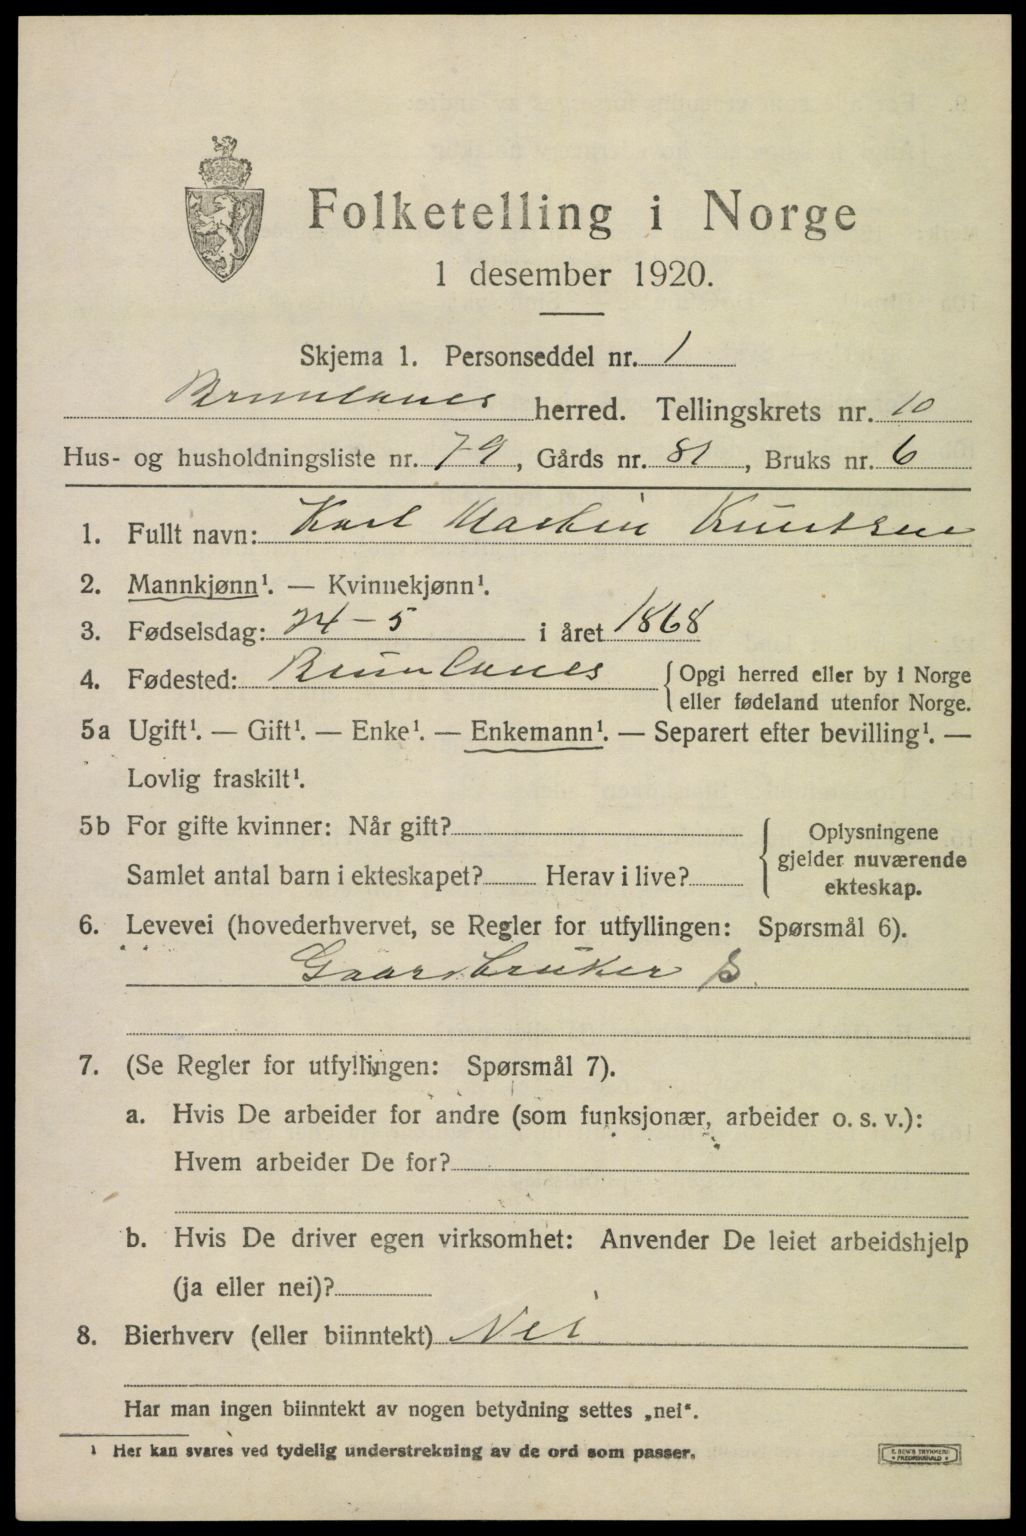 Folketelling i Norge
1 desember 1920.
Skjema 1. Personseddel nr. 1
Brunlanes herred. Tellingskrets nr. 10
Hus- og husholdningsliste nr. 79, Gårds nr. 81, Bruks nr. 6
1. Fullt navn: Karl Martin Knutsen
2. Mannkjønn¹. — Kvinnekjønn¹.
3. Fødselsdag: 24-5 i året 1868
4. Fødested: Brunlanes { Opgi herred eller by i Norge
eller fødeland utenfor Norge.
5a Ugift¹. — Gift¹. — Enke¹. — Enkemann¹. — Separert efter bevilling¹. —
Lovlig fraskilt¹.
5b For gifte kvinner: Når gift?
Samlet antal barn i ekteskapet? Herav i live?
Oplysningene
gjelder nuværende
ekteskap.
6. Levevei (hovederhvervet, se Regler for utfyllingen: Spørsmål 6).
Gaardbruker S
7. (Se Regler for utfyllingen: Spørsmål 7).
a. Hvis De arbeider for andre (som funksjonær, arbeider o. s. v.):
Hvem arbeider De for?
b. Hvis De driver egen virksomhet: Anvender De leiet arbeidshjelp
(ja eller nei)?
8. Bierhverv (eller biinntekt) Nei
Har man ingen biinntekt av nogen betydning settes „nei“.
¹ Her kan svares ved tydelig understrekning av de ord som passer.
E. SEM'S TRYKKERI
FREDRIKSHALD